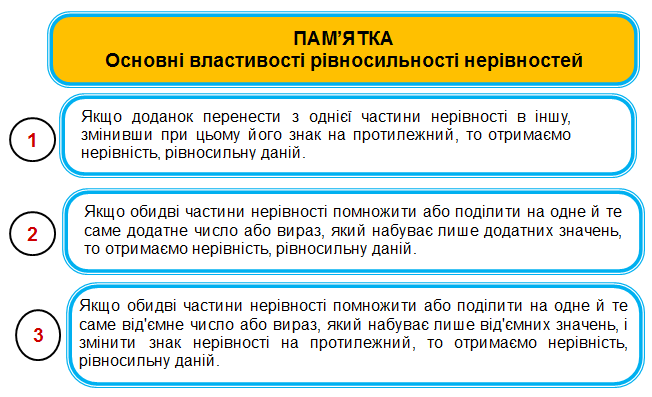 ПАМ’ЯТКА
Основні властивості рівносильності нерівностей
1
Якщо доданок перенести з однієї частини нерівності в іншу,
змінивши при цьому його знак на протилежний, то отримаємо
нерівність, рівносильну даній.
2
Якщо обидві частини нерівності помножити або поділити на одне й те
саме додатне число або вираз, який набуває лише додатних значень,
то отримаємо нерівність, рівносильну даній.
3
Якщо обидві частини нерівності помножити або поділити на одне й те
саме від'ємне число або вираз, який набуває лише від'ємних значень, і
змінити знак нерівності на протилежний, то отримаємо нерівність,
рівносильну даній.